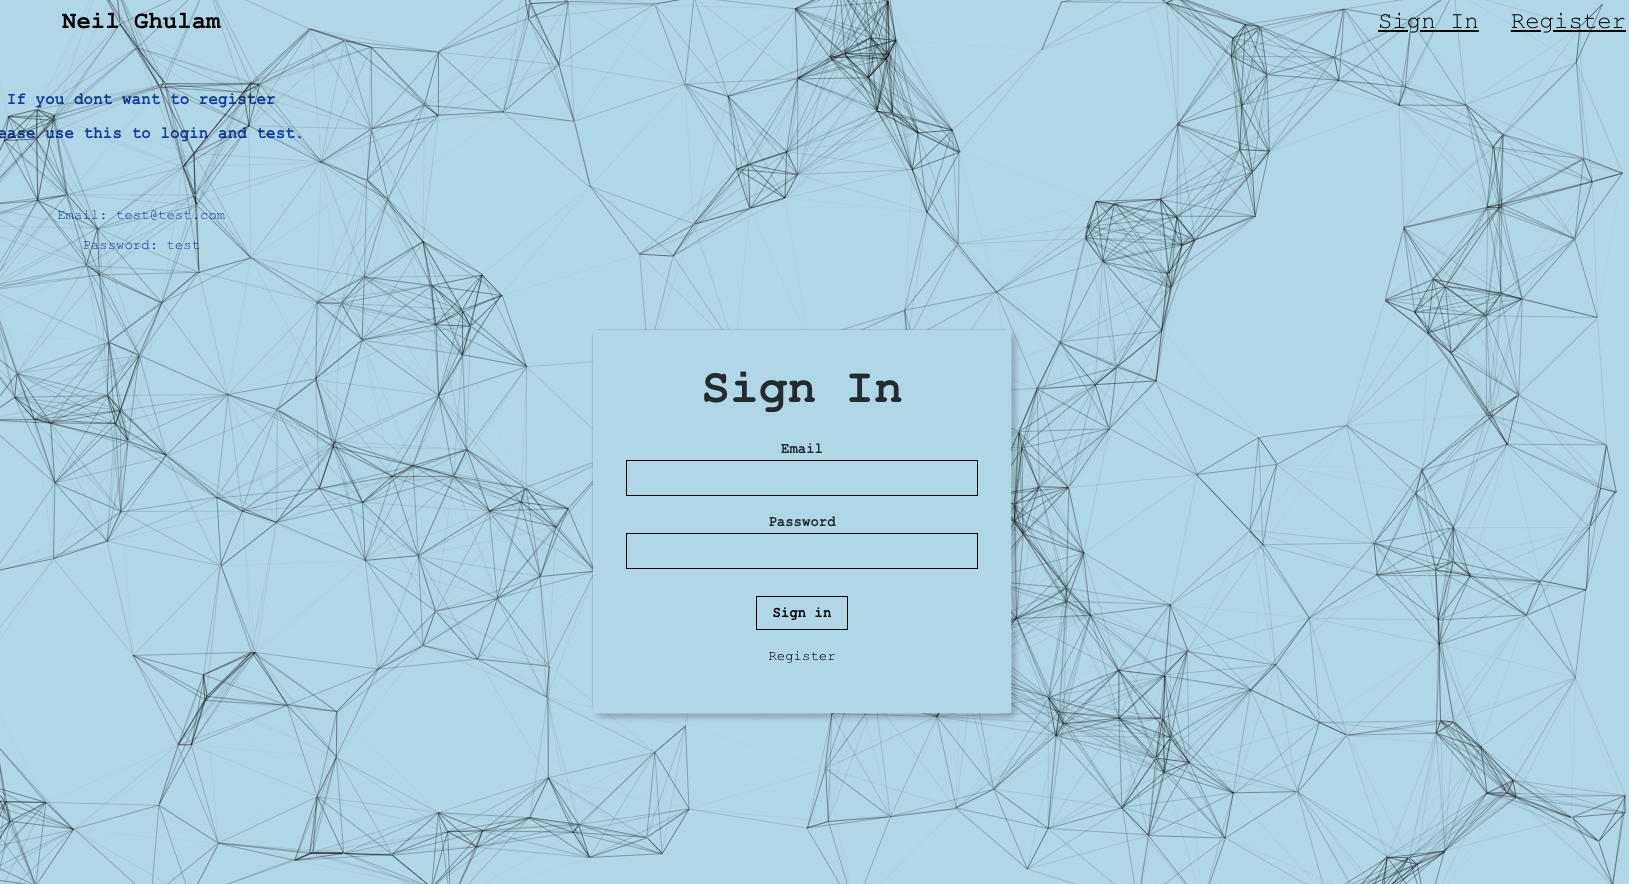 Neil Ghulam
Sign In Register
If you dont want to register
ease use this to login and test.
Email: test@test.com
Password: test
Sign In
Email
Password
Sign in
Register